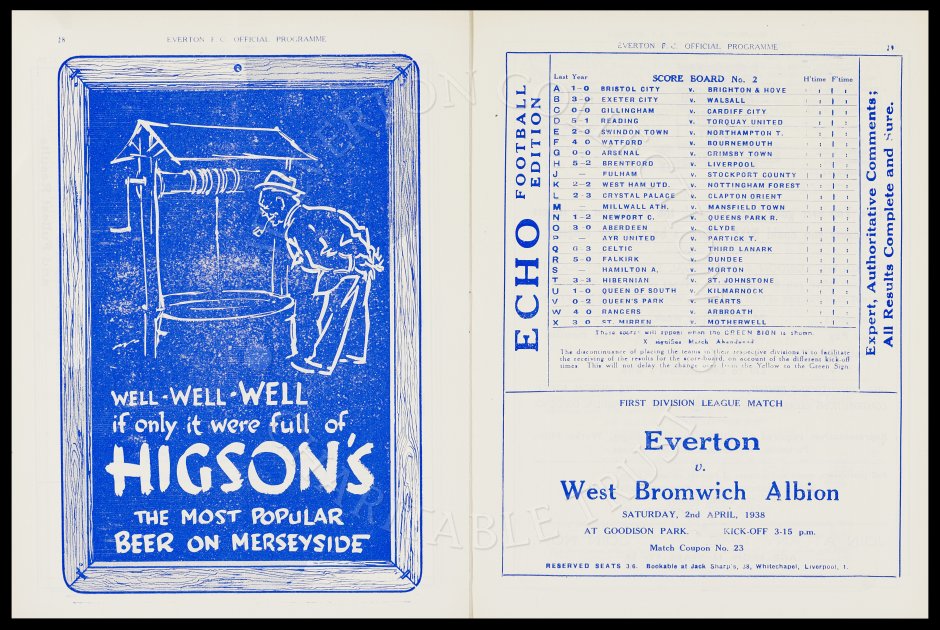 28
EVERTON F.C. OFFICIAL PROGRAMME
WELL-WELL-WELL
if only it were full of
HIGSON'S
THE MOST POPULAR
BEER ON MERSEYSIDE
EVERTON F.C. OFFICIAL PROGRAMME
29
ECHO FOOTBALL EDITION
Last Year SCORE BOARD No. 2 H'time F'time
A 1-0 BRISTOL CITY v. BRIGHTON & HOVE : :
B 3-0 EXETER CITY v. WALSALL : :
C 0-0 GILLINGHAM v. CARDIFF CITY : :
D 5-1 READING v. TORQUAY UNITED : :
E 2-0 SWINDON TOWN v. NORTHAMPTON T. : :
F 4-0 WATFORD v. BOURNEMOUTH : :
G 0-0 ARSENAL v. GRIMSBY TOWN : :
H 5-2 BRENTFORD v. LIVERPOOL : :
J — FULHAM v. STOCKPORT COUNTY : :
K 2-2 WEST HAM UTD. v. NOTTINGHAM FOREST : :
L 2-3 CRYSTAL PALACE v. CLAPTON ORIENT : :
M — MILLWALL ATH. v. MANSFIELD TOWN : :
N 1-2 NEWPORT C. v. QUEENS PARK R. : :
O 3-0 ABERDEEN v. CLYDE : :
P — AYR UNITED v. PARTICK T. : :
Q 6-3 CELTIC v. THIRD LANARK : :
R 5-0 FALKIRK v. DUNDEE : :
S — HAMILTON A. v. MORTON : :
T 3-3 HIBERNIAN v. ST. JOHNSTONE : :
U 1-0 QUEEN OF SOUTH v. KILMARNOCK : :
V 0-2 QUEEN'S PARK v. HEARTS : :
W 4-0 RANGERS v. ARBROATH : :
X 3-0 ST. MIRREN v. MOTHERWELL : :
These scores will appear when the GREEN SIGN is shown.
X signifies Match Abandoned
The discontinuance of placing the teams in their respective divisions is to facilitate
the receiving of the results for the score-board, on account of the different kick-off
times. This will not delay the change over from the Yellow to the Green Sign.
Expert, Authoritative Comments;
All Results Complete and Sure.
FIRST DIVISION LEAGUE MATCH
Everton
v.
West Bromwich Albion
SATURDAY, 2nd APRIL, 1938
AT GOODISON PARK. KICK-OFF 3-15 p.m.
Match Coupon No. 23
RESERVED SEATS 3/6. Bookable at Jack Sharp's, 38, Whitechapel, Liverpool, 1.